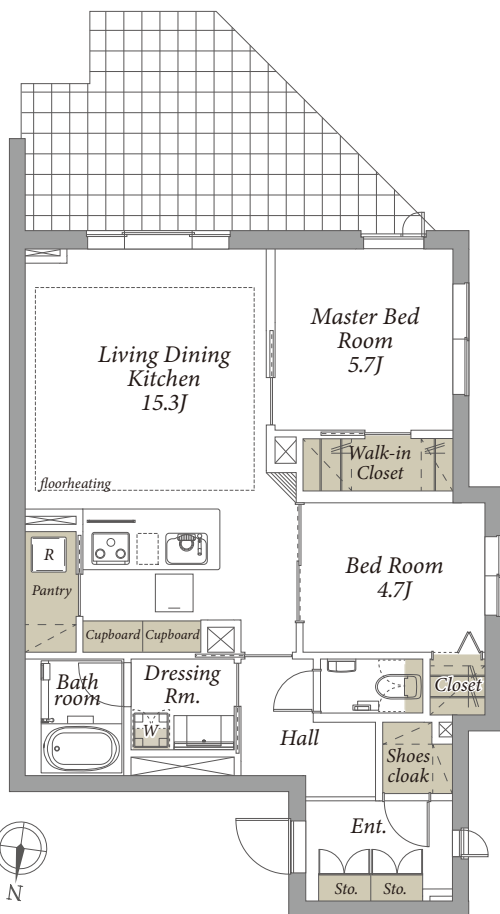 Living Dining
Kitchen
15.3J
Master Bed
Room
5.7J
Walk-in
Closet
floorheating
R
Pantry
Bed Room
4.7J
Cupboard
Cupboard
Bath
room
Dressing
Rm.
W
Closet
Hall
Shoes
cloak
Ent.
Sto.
Sto.
N